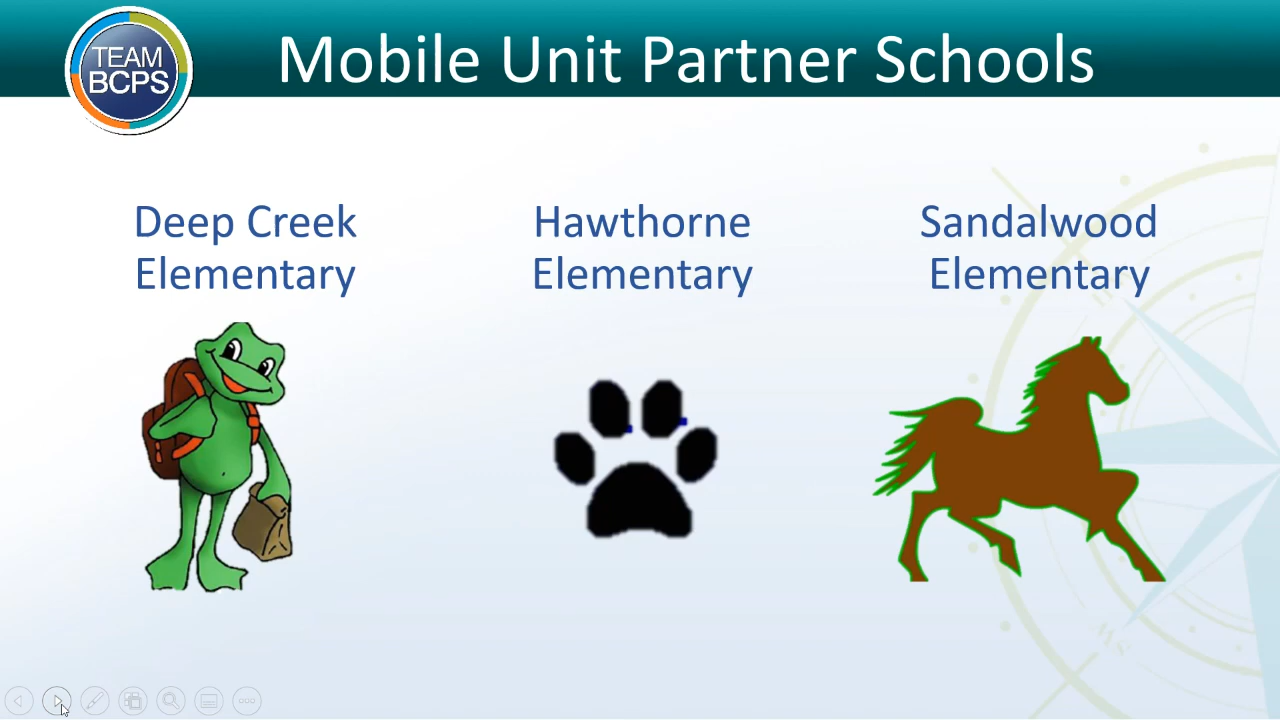 TEAM
BCPS
Mobile Unit Partner Schools
Deep Creek
Elementary
Hawthorne
Elementary
Sandalwood
Elementary